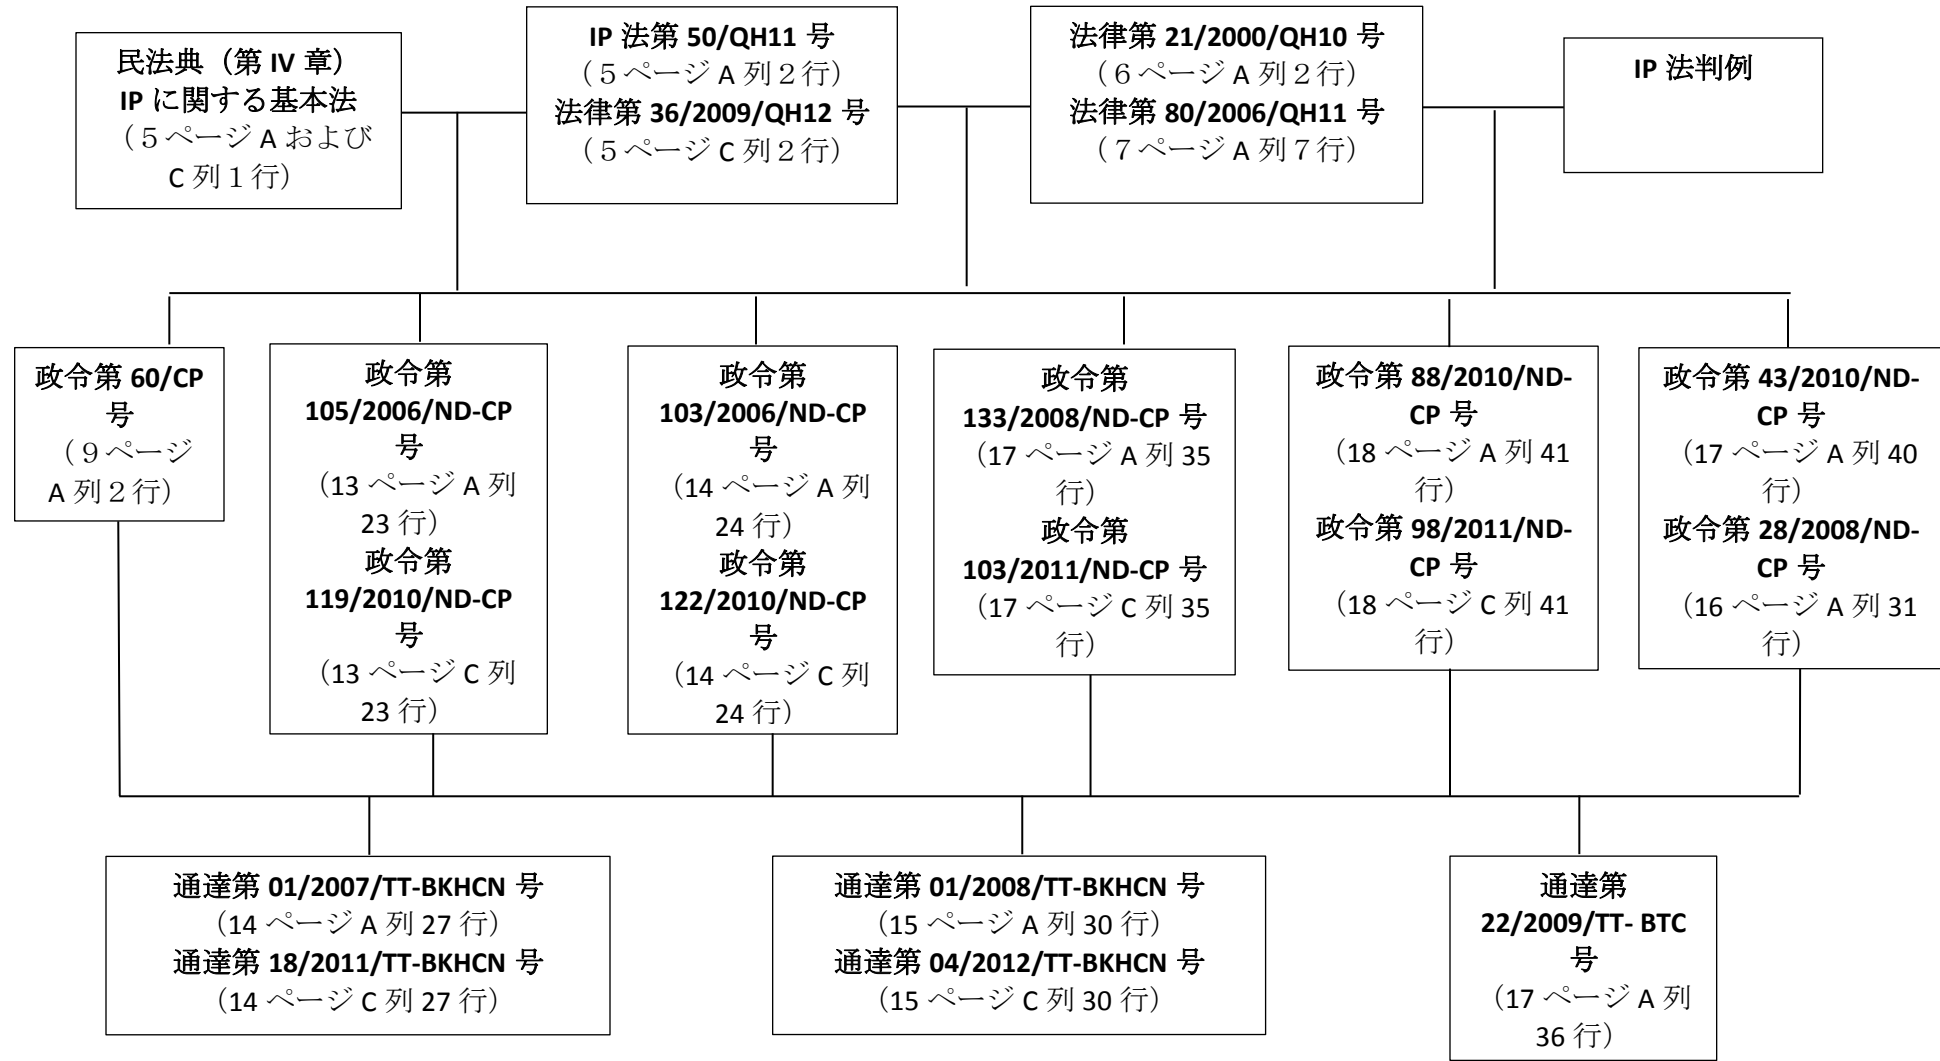 民法典（第 IV 章）
IP に関する基本法
（５ページ A および
C 列１行）
IP 法第 50/QH11 号
（５ページ A 列２行）
法律第 36/2009/QH12 号
（５ページ C 列２行）
法律第 21/2000/QH10 号
（６ページ A 列２行）
法律第 80/2006/QH11 号
（７ページ A 列７行）
IP 法判例
政令第 60/CP
号
（９ページ
A 列２行）
政令第
105/2006/ND-CP
号
（13 ページ A 列
23 行）
政令第
119/2010/ND-CP
号
（13 ページ C 列
23 行）
政令第
103/2006/ND-CP
号
（14 ページ A 列
24 行）
政令第
122/2010/ND-CP
号
（14 ページ C 列
24 行）
政令第
133/2008/ND-CP 号
（17 ページ A 列 35
行）
政令第
103/2011/ND-CP 号
（17 ページ C 列 35
行）
政令第 88/2010/ND-
CP 号
（18 ページ A 列 41
行）
政令第 98/2011/ND-
CP 号
（18 ページ C 列 41
行）
政令第 43/2010/ND-
CP 号
（17 ページ A 列 40
行）
政令第 28/2008/ND-
CP 号
（16 ページ A 列 31
行）
通達第 01/2007/TT-BKHCN 号
（14 ページ A 列 27 行）
通達第 18/2011/TT-BKHCN 号
（14 ページ C 列 27 行）
通達第 01/2008/TT-BKHCN 号
（15 ページ A 列 30 行）
通達第 04/2012/TT-BKHCN 号
（15 ページ C 列 30 行）
通達第
22/2009/TT- BTC
号
（17 ページ A 列
36 行）